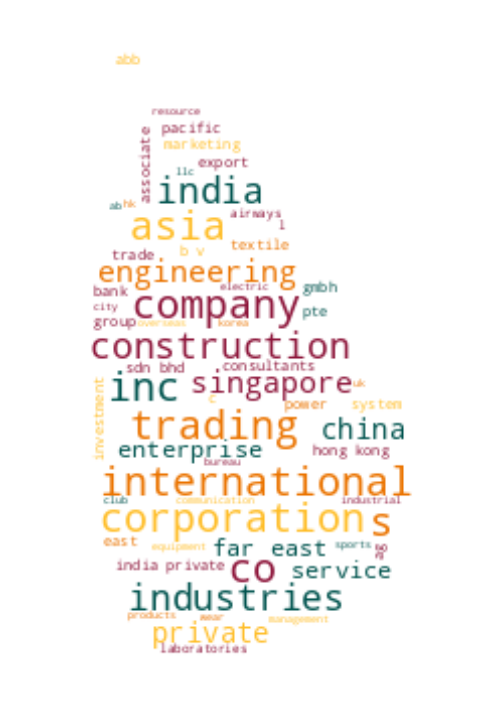 abb
resource
pacific
associate
marketing
export
llc
india
ab hk
airways
asia
l
textile
b v
trade
engineering
electric gmbh
bank
company
city
pte
group overseas korea
construction
sdn bhd consultants
inc singapore uk
investment
c
power system
trading china
enterprise hong kong
bureau
international
club communication industrial
corporation s
east
equipment far east sports
ag
india private co service
industries
products wear management
private
laboratories